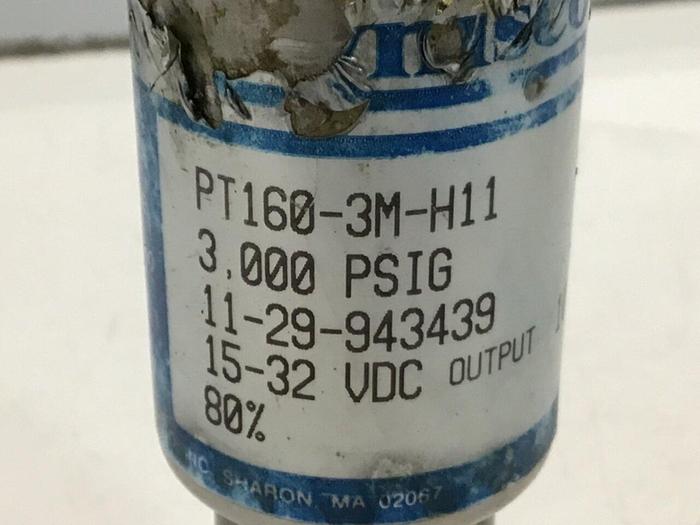 PT160-3M-H11
3,000 PSIG
11-29-943439
15-32 VDC OUTPUT
80%
SHARON, MA 02067